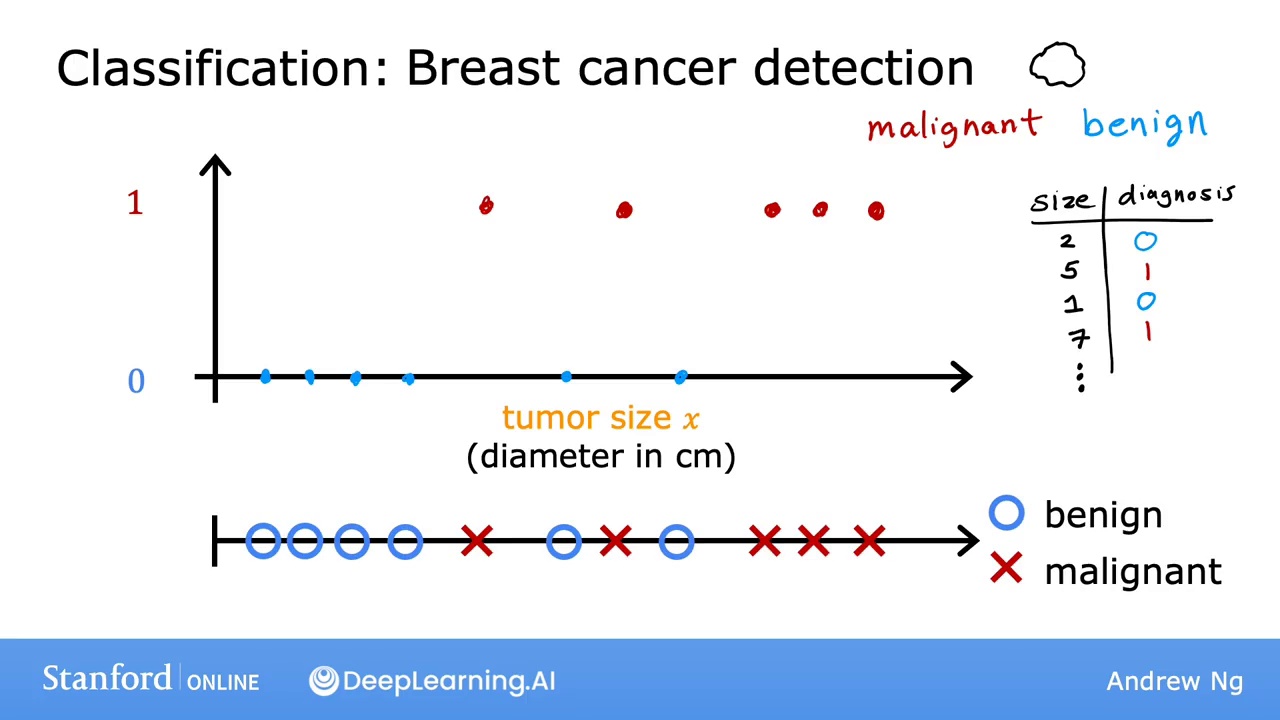 Classification: Breast cancer detection
malignant benign
size diagnosis
2 0
5 1
1 0
7 1
1
0
tumor size x
(diameter in cm)
benign
malignant
Stanford ONLINE DeepLearning.AI Andrew Ng